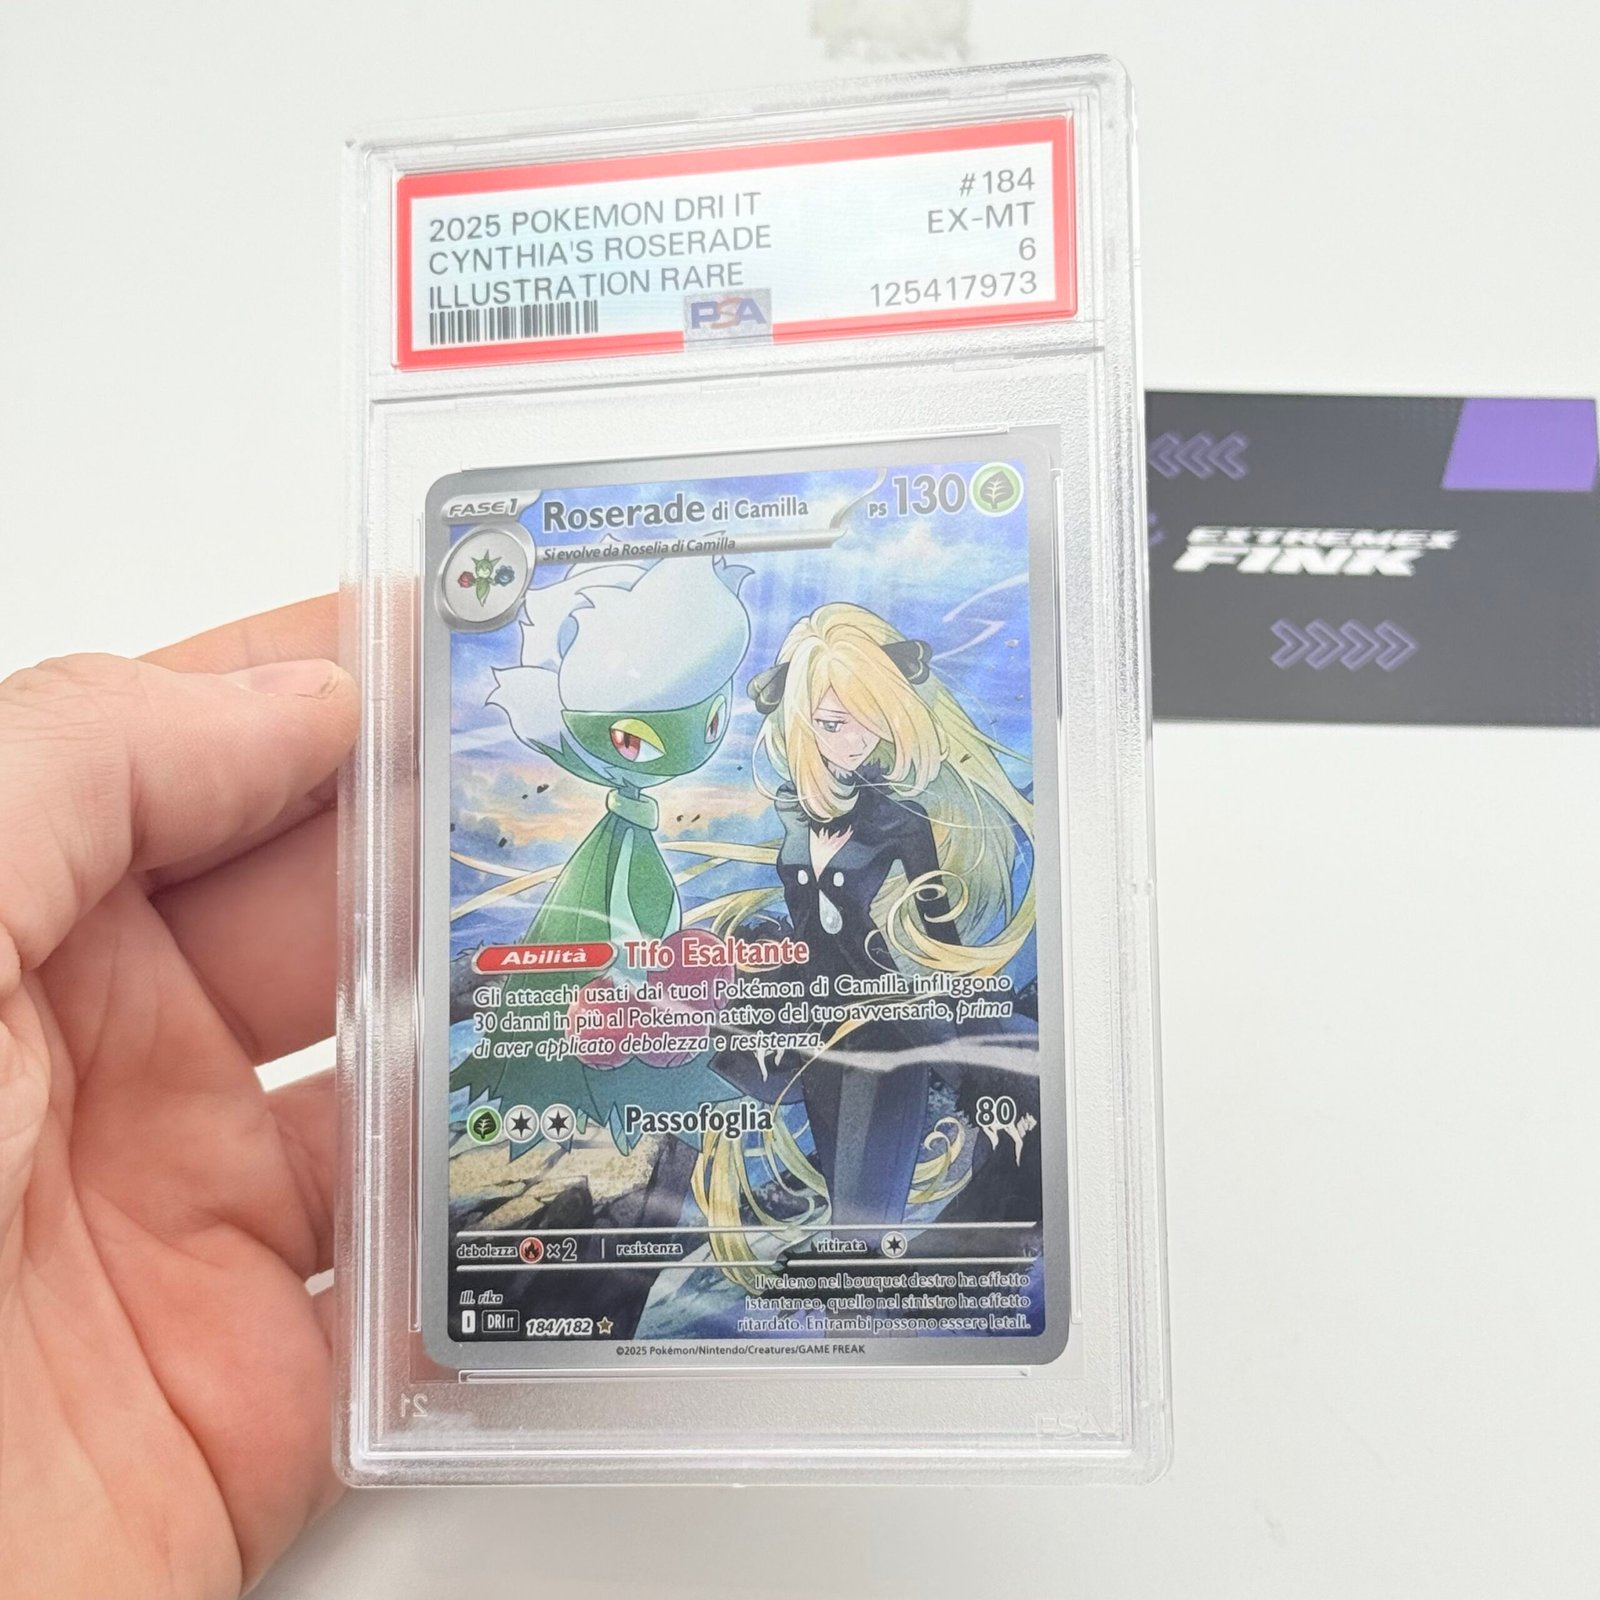 2025 POKEMON DRI IT
CYNTHIA'S ROSERADE
ILLUSTRATION RARE
#184
EX-MT
6
125417973
PSA
FASE 1
Roserade di Camilla
PS 130
Si evolve da Roselia di Camilla
Abilità Tifo Esaltante
Gli attacchi usati dai tuoi Pokémon di Camilla infliggono
30 danni in più al Pokémon attivo del tuo avversario, prima
di aver applicato debolezza e resistenza.
Passofoglia 80
debolezza ×2 resistenza ritirata
Il veleno nel bouquet destro ha effetto
istantaneo, quello nel sinistro ha effetto
ritardato. Entrambi possono essere letali.
Ill. rika
I DRI IT 184/182
©2025 Pokémon/Nintendo/Creatures/GAME FREAK
21
PSA
EXTREMEX
FINK